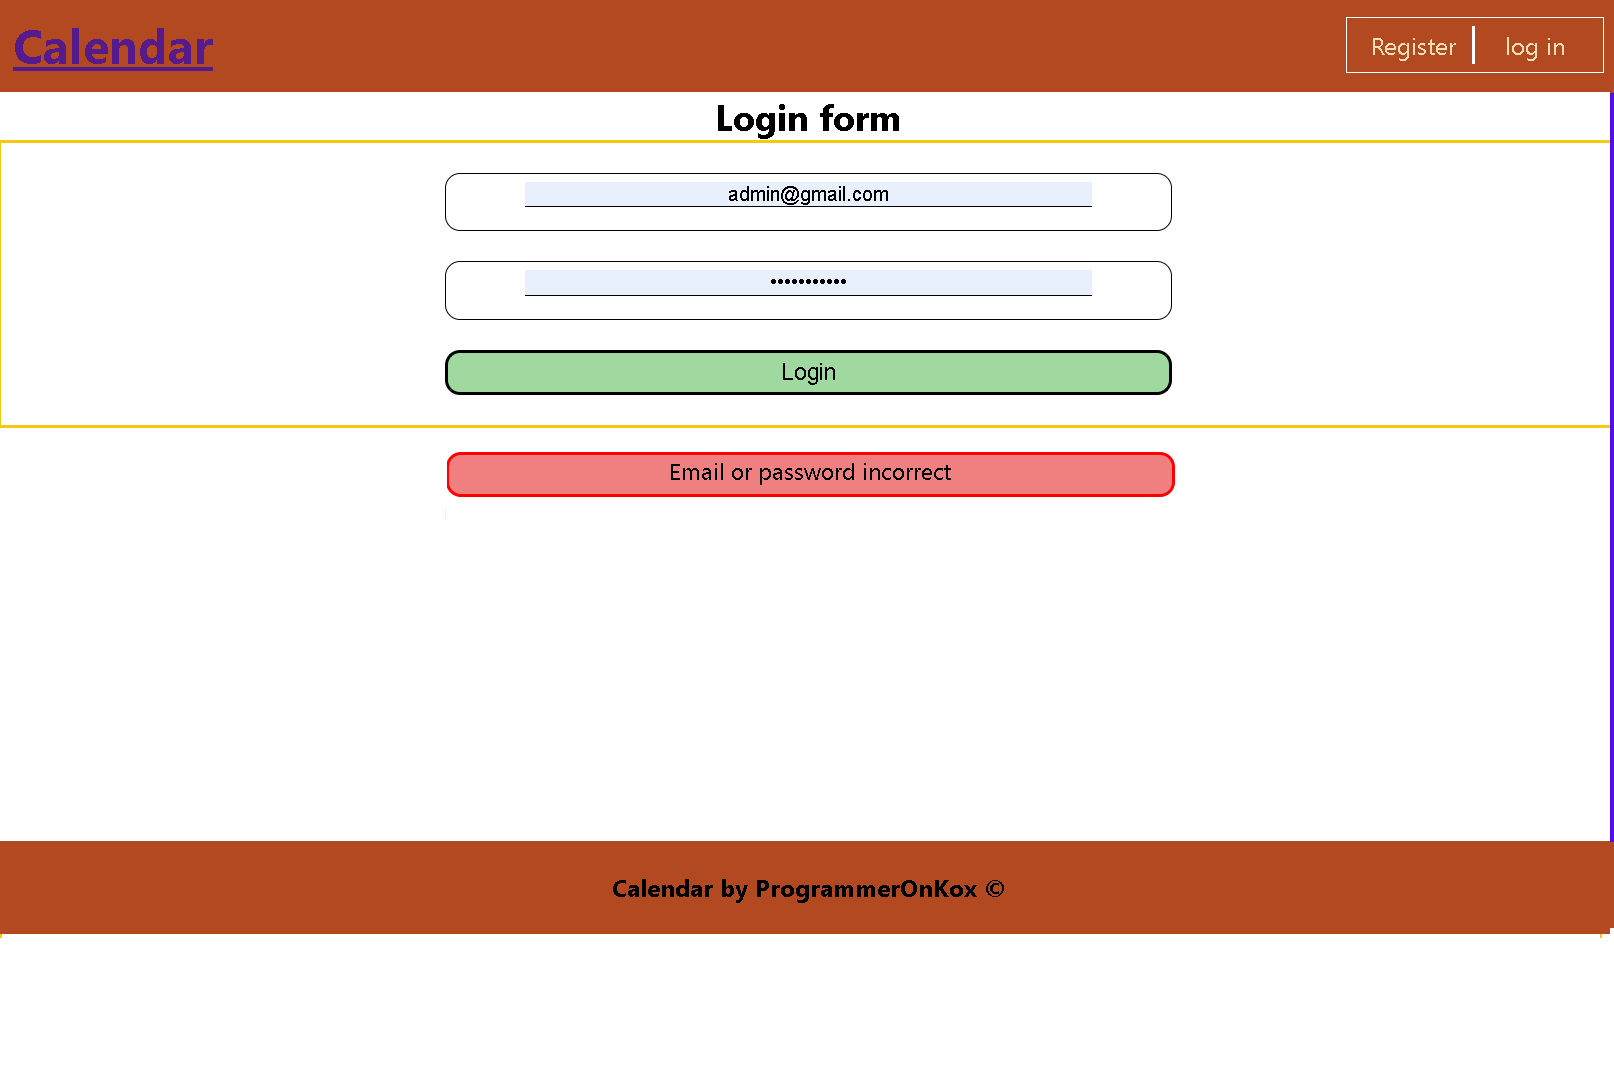 Calendar
Register
log in
Login form
admin@gmail.com
•••••••••••
Login
Email or password incorrect
Calendar by ProgrammerOnKox ©